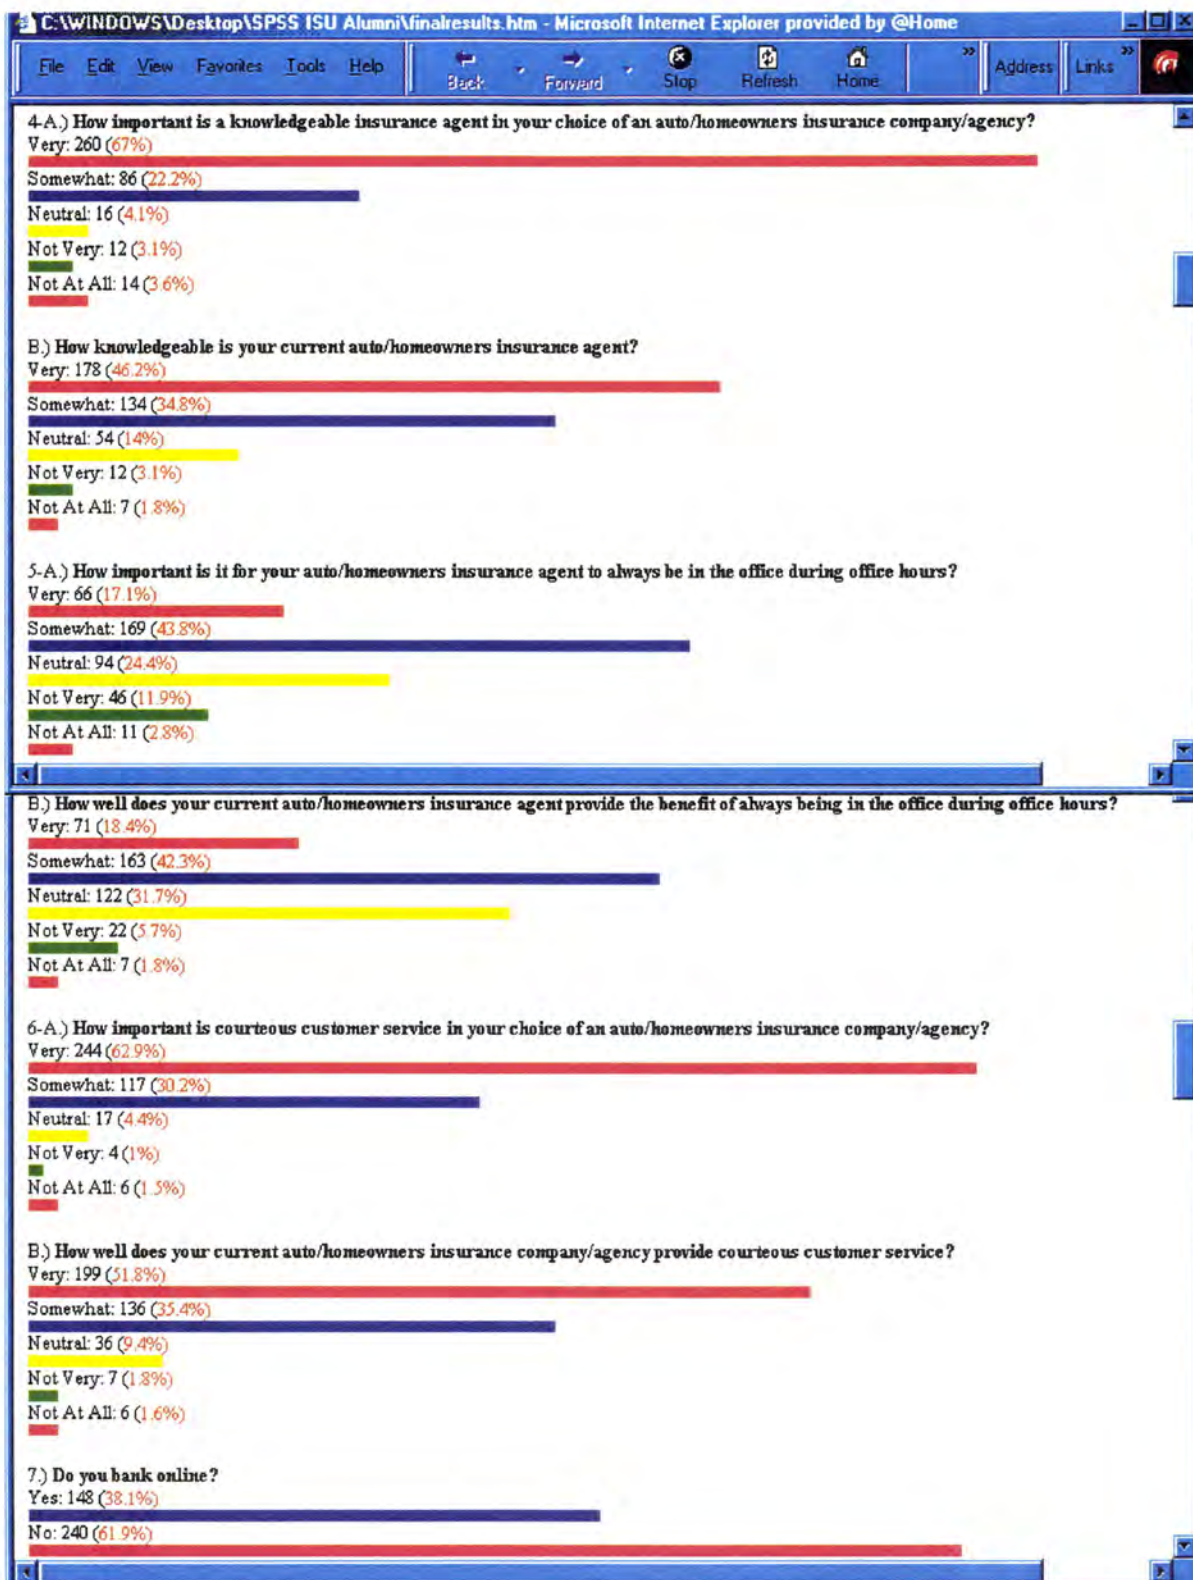 C:\WINDOWS\Desktop\SPSS ISU Alumni\finalresults.htm - Microsoft Internet Explorer provided by @Home
File Edit View Favorites Tools Help Back Forward Stop Refresh Home » Address Links »
4-A.) How important is a knowledgeable insurance agent in your choice of an auto/homeowners insurance company/agency?
Very: 260 (67%)
Somewhat: 86 (22.2%)
Neutral: 16 (4.1%)
Not Very: 12 (3.1%)
Not At All: 14 (3.6%)
B.) How knowledgeable is your current auto/homeowners insurance agent?
Very: 178 (46.2%)
Somewhat: 134 (34.8%)
Neutral: 54 (14%)
Not Very: 12 (3.1%)
Not At All: 7 (1.8%)
5-A.) How important is it for your auto/homeowners insurance agent to always be in the office during office hours?
Very: 66 (17.1%)
Somewhat: 169 (43.8%)
Neutral: 94 (24.4%)
Not Very: 46 (11.9%)
Not At All: 11 (2.8%)
B.) How well does your current auto/homeowners insurance agent provide the benefit of always being in the office during office hours?
Very: 71 (18.4%)
Somewhat: 163 (42.3%)
Neutral: 122 (31.7%)
Not Very: 22 (5.7%)
Not At All: 7 (1.8%)
6-A.) How important is courteous customer service in your choice of an auto/homeowners insurance company/agency?
Very: 244 (62.9%)
Somewhat: 117 (30.2%)
Neutral: 17 (4.4%)
Not Very: 4 (1%)
Not At All: 6 (1.5%)
B.) How well does your current auto/homeowners insurance company/agency provide courteous customer service?
Very: 199 (51.8%)
Somewhat: 136 (35.4%)
Neutral: 36 (9.4%)
Not Very: 7 (1.8%)
Not At All: 6 (1.6%)
7.) Do you bank online?
Yes: 148 (38.1%)
No: 240 (61.9%)